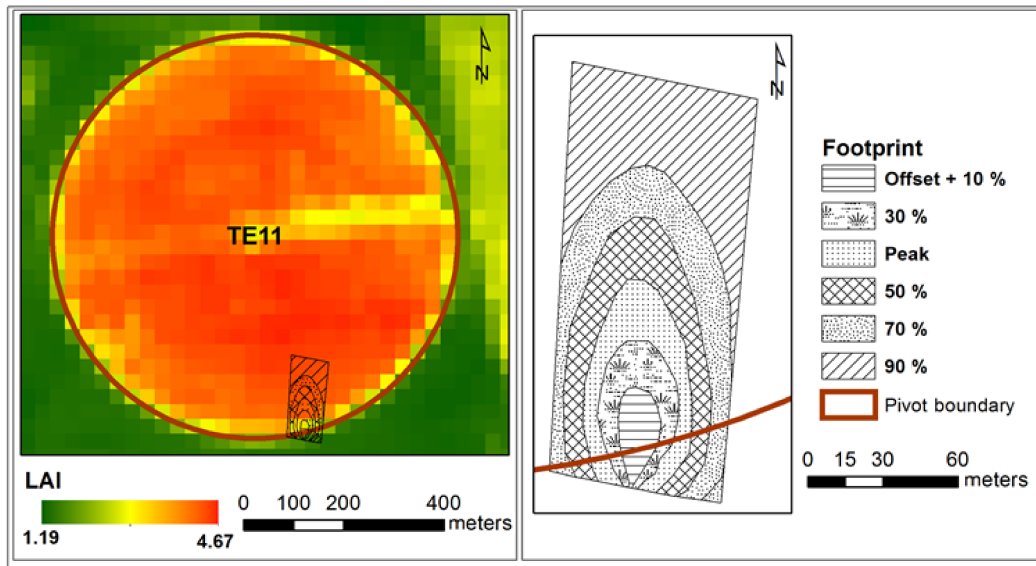 N
TE11
LAI
1.19
4.67
0 100 200 400
meters
N
Footprint
Offset + 10 %
30 %
Peak
50 %
70 %
90 %
Pivot boundary
0 15 30 60
meters